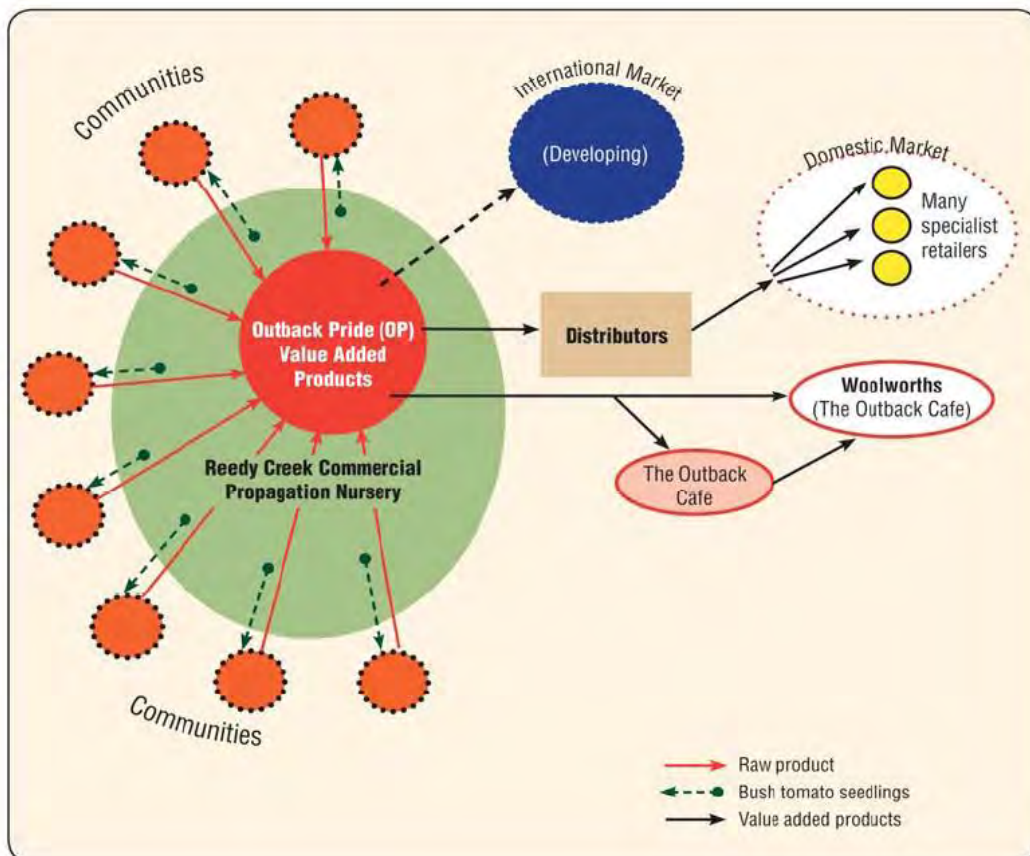 Communities
International Market
(Developing)
Domestic Market
Many
specialist
retailers
Outback Pride (OP)
Value Added
Products
Distributors
Woolworths
(The Outback Cafe)
The Outback
Cafe
Reedy Creek Commercial
Propagation Nursery
Communities
Raw product
Bush tomato seedlings
Value added products